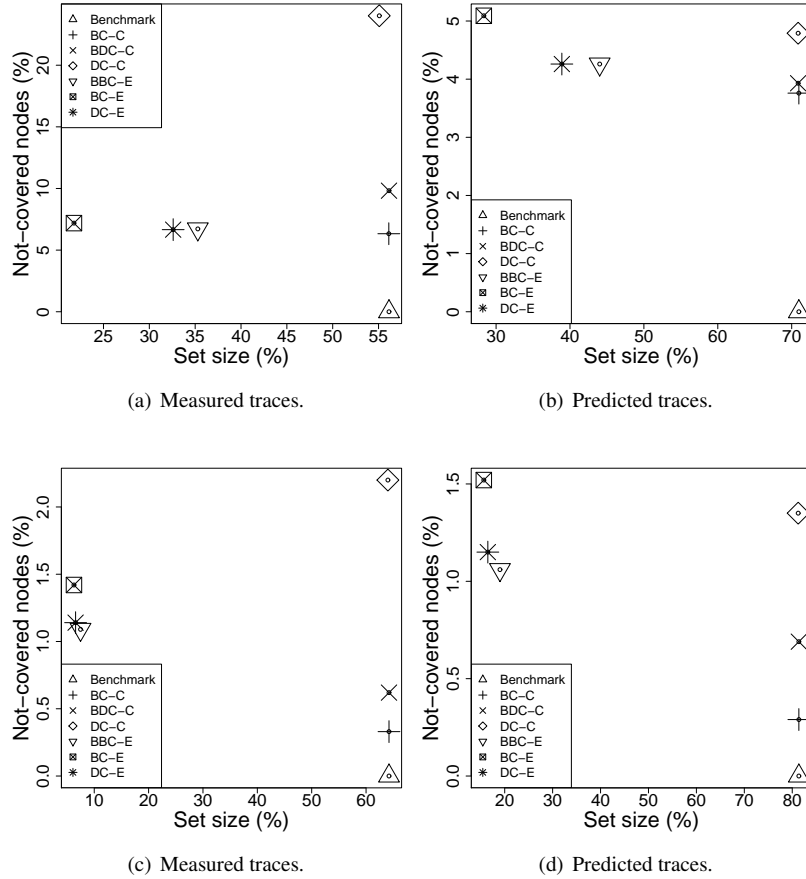 Not−covered nodes (%)
0 5 10 15 20
Benchmark
BC−C
BDC−C
DC−C
BBC−E
BC−E
DC−E
25 30 35 40 45 50 55
Set size (%)
(a) Measured traces.
Not−covered nodes (%)
0 1 2 3 4 5
Benchmark
BC−C
BDC−C
DC−C
BBC−E
BC−E
DC−E
30 40 50 60 70
Set size (%)
(b) Predicted traces.
Not−covered nodes (%)
0.0 0.5 1.0 1.5 2.0
Benchmark
BC−C
BDC−C
DC−C
BBC−E
BC−E
DC−E
10 20 30 40 50 60
Set size (%)
(c) Measured traces.
Not−covered nodes (%)
0.0 0.5 1.0 1.5
Benchmark
BC−C
BDC−C
DC−C
BBC−E
BC−E
DC−E
20 30 40 50 60 70 80
Set size (%)
(d) Predicted traces.